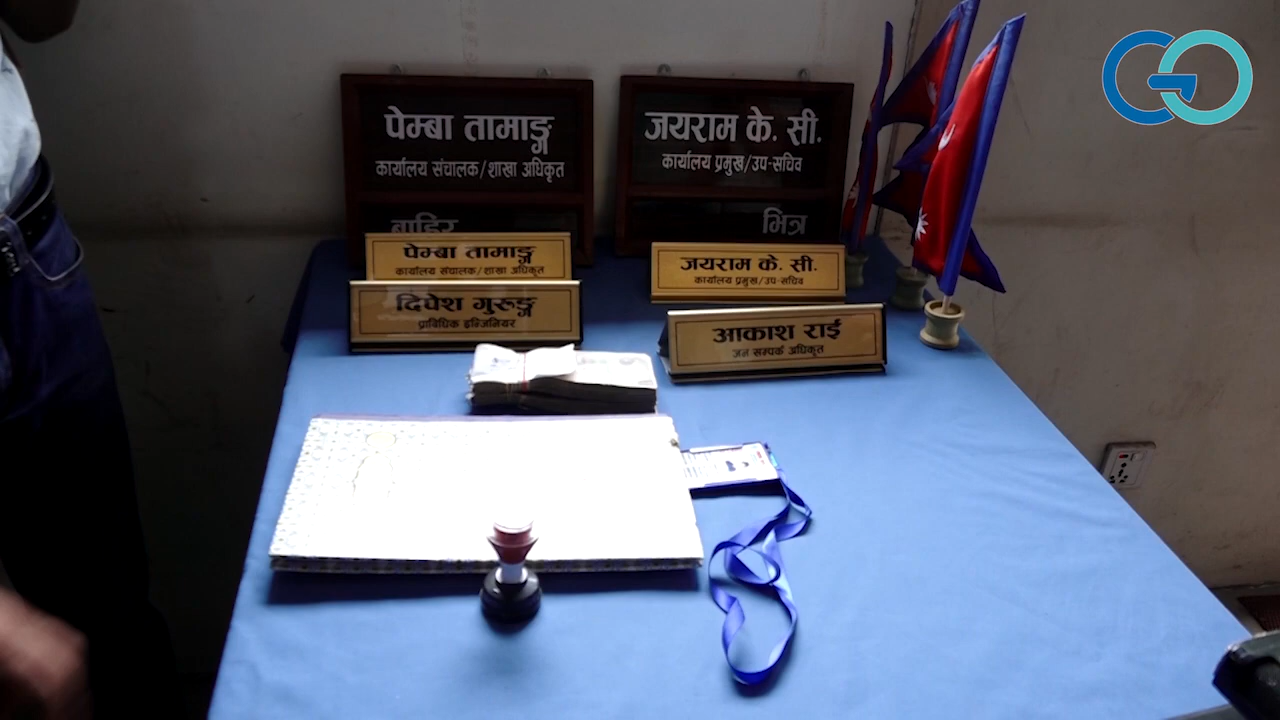 GO
पेम्बा तामाङ्ग
कार्यालय संचालक/शाखा अधिकृत
बाहिर
जयराम के. सी.
कार्यालय प्रमुख/उप-सचिव
भित्र
पेम्बा तामाङ्ग
कार्यालय संचालक/शाखा अधिकृत
दिपेश गुरुङ्ग
प्राबिधिक इन्जिनियर
जयराम के. सी.
कार्यालय प्रमुख/उप-सचिव
आकाश राई
जन सम्पर्क अधिकृत